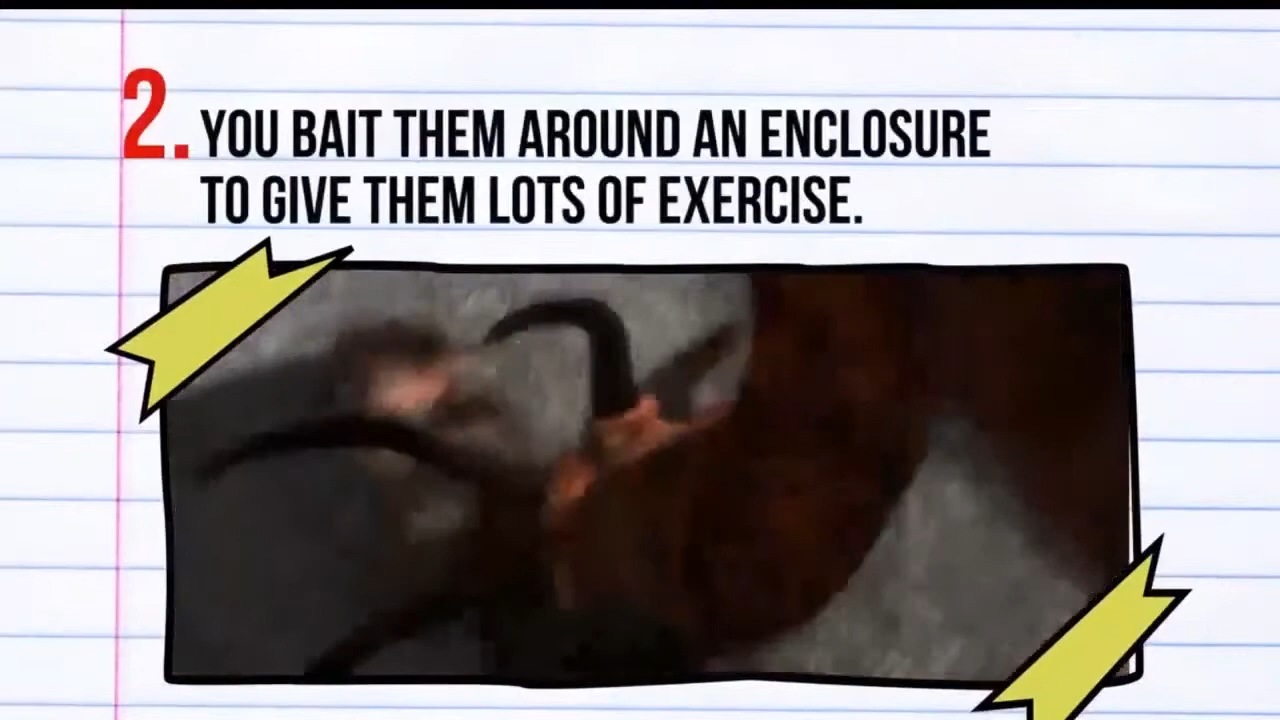 2. YOU BAIT THEM AROUND AN ENCLOSURE
TO GIVE THEM LOTS OF EXERCISE.